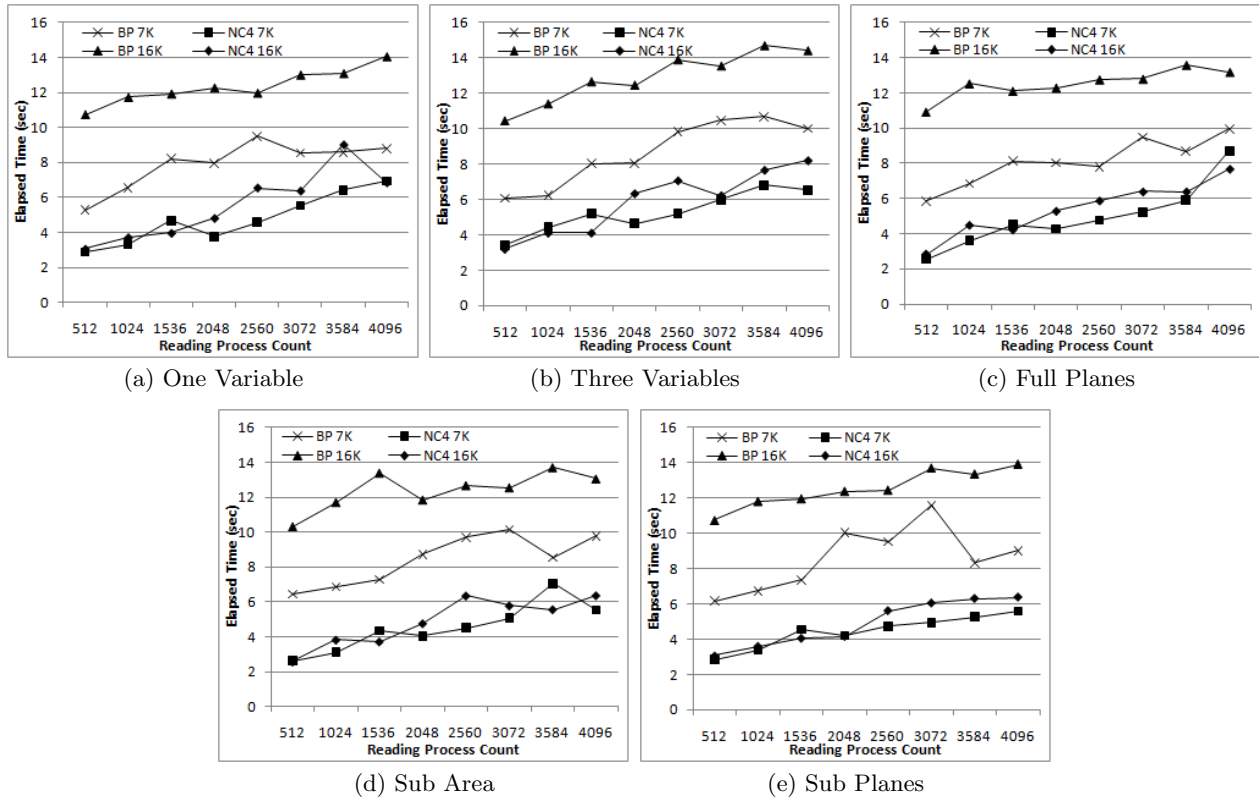 16
14
12
10
8
6
4
2
0
Elapsed Time (sec)
BP 7K NC4 7K
BP 16K NC4 16K
512 1024 1536 2048 2560 3072 3584 4096
Reading Process Count
(a) One Variable
16
14
12
10
8
6
4
2
0
Elapsed Time (sec)
BP 7K NC4 7K
BP 16K NC4 16K
512 1024 1536 2048 2560 3072 3584 4096
Reading Process Count
(b) Three Variables
16
14
12
10
8
6
4
2
0
Elapsed Time (sec)
BP 7K NC4 7K
BP 16K NC4 16K
512 1024 1536 2048 2560 3072 3584 4096
Reading Process Count
(c) Full Planes
16
14
12
10
8
6
4
2
0
Elapsed Time (sec)
BP 7K NC4 7K
BP 16K NC4 16K
512 1024 1536 2048 2560 3072 3584 4096
Reading Process Count
(d) Sub Area
16
14
12
10
8
6
4
2
0
Elapsed Time (sec)
BP 7K NC4 7K
BP 16K NC4 16K
512 1024 1536 2048 2560 3072 3584 4096
Reading Process Count
(e) Sub Planes